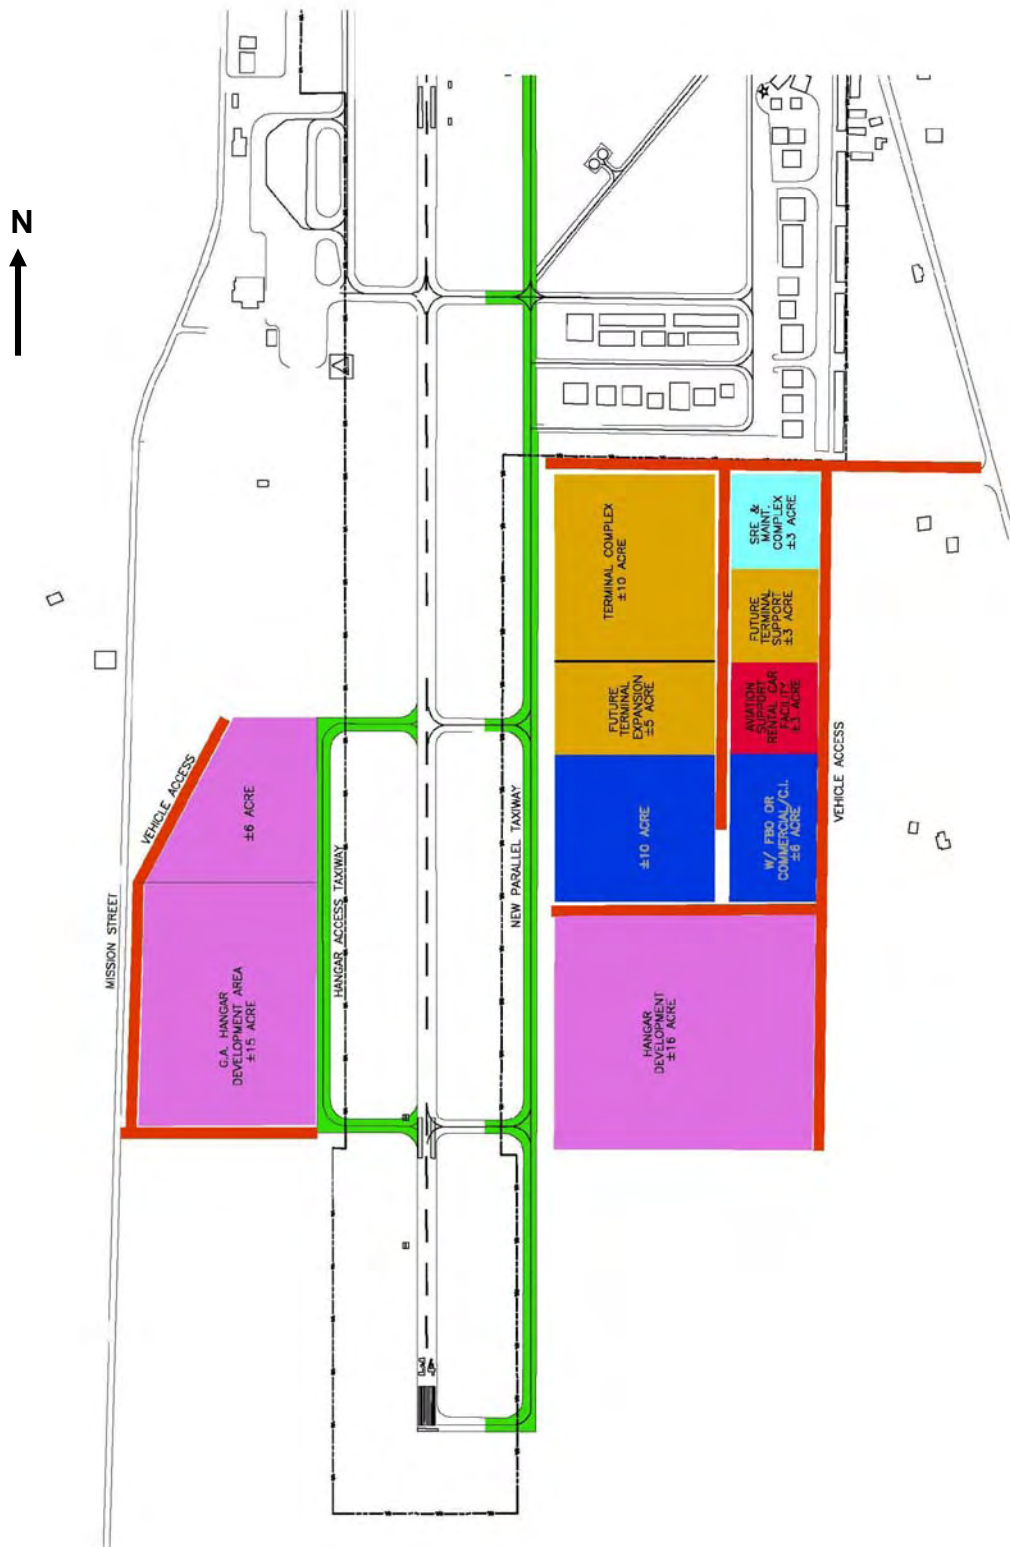 N
TERMINAL COMPLEX
±10 ACRE
SRE &
MAINT.
COMPLEX
±3 ACRE
FUTURE
TERMINAL
SUPPORT
±3 ACRE
FUTURE
TERMINAL
EXPANSION
±5 ACRE
AVIATION
SUPPORT
RENTAL CAR
FACILITY
±3 ACRE
±10 ACRE
W/ FBO OR
COMMERCIAL/C.I.
±6 ACRE
VEHICLE ACCESS
HANGAR
DEVELOPMENT
±16 ACRE
NEW PARALLEL TAXIWAY
HANGAR ACCESS TAXIWAY
VEHICLE ACCESS
±6 ACRE
MISSION STREET
G.A. HANGAR
DEVELOPMENT AREA
±15 ACRE